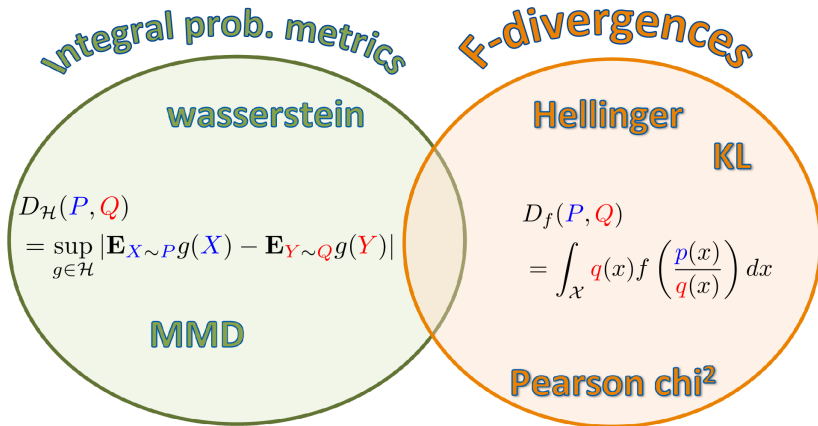 Integral prob. metrics
F-divergences
wasserstein
Hellinger
KL
D_ℋ(P, Q)
= sup_{g∈ℋ} |E_{X∼P} g(X) − E_{Y∼Q} g(Y)|
D_f(P, Q)
= ∫_𝒳 q(x) f (p(x)/q(x)) dx
MMD
Pearson chi²